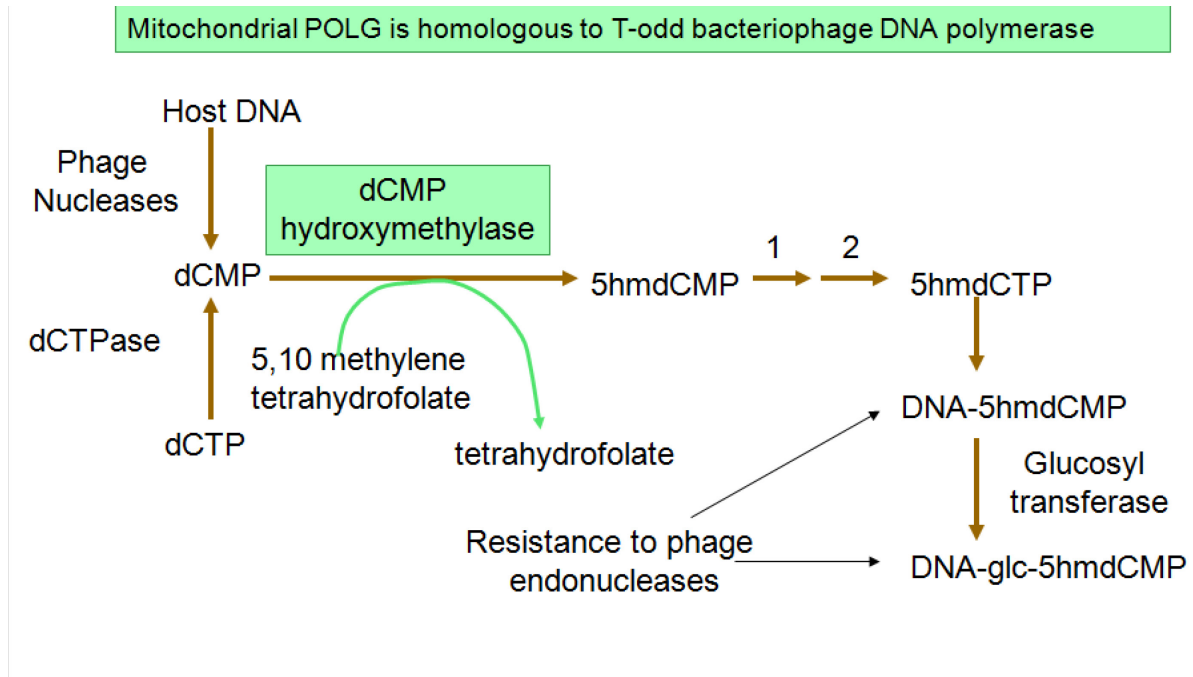 Mitochondrial POLG is homologous to T-odd bacteriophage DNA polymerase
Host DNA
Phage
Nucleases
dCMP
hydroxymethylase
dCMP
5hmdCMP
1
2
5hmdCTP
dCTPase
5,10 methylene
tetrahydrofolate
dCTP
tetrahydrofolate
DNA-5hmdCMP
Glucosyl
transferase
Resistance to phage
endonucleases
DNA-glc-5hmdCMP